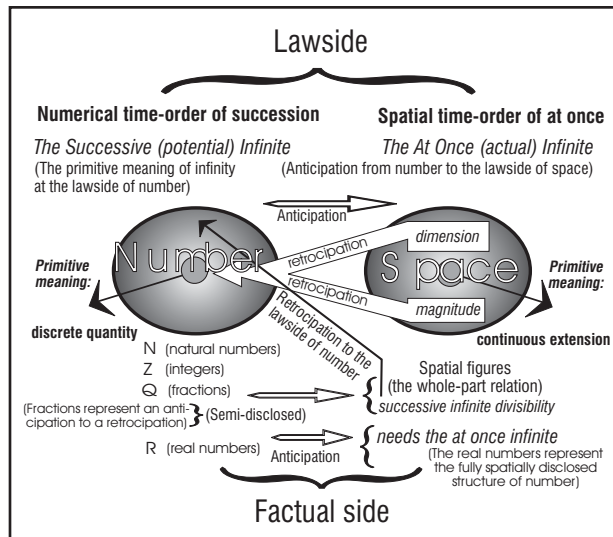 Lawside
Numerical time-order of succession
Spatial time-order of at once
The Successive (potential) Infinite
The At Once (actual) Infinite
(The primitive meaning of infinity
at the lawside of number)
(Anticipation from number to the lawside of space)
Anticipation
Number
Space
retrocipation
dimension
retrocipation
magnitude
Primitive
meaning:
Primitive
meaning:
discrete quantity
continuous extension
Retrocipation to the
lawside of number
N (natural numbers)
Z (integers)
Q (fractions)
(Fractions represent an anti-
cipation to a retrocipation)
(Semi-disclosed)
Spatial figures
(the whole-part relation)
successive infinite divisibility
R (real numbers)
Anticipation
needs the at once infinite
(The real numbers represent
the fully spatially disclosed
structure of number)
Factual side